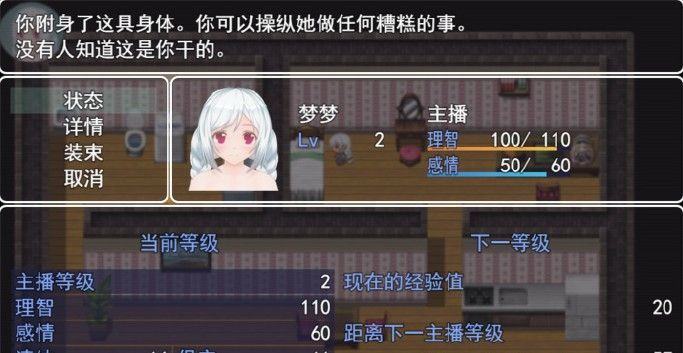 你附身了这具身体。你可以操纵她做任何糟糕的事。
没有人知道这是你干的。
状态
详情
装束
取消
梦梦
主播
Lv 2
理智 100/ 110
感情 50/ 60
当前等级
下一等级
主播等级 2
现在的经验值
理智 110
20
感情 60
距离下一主播等级